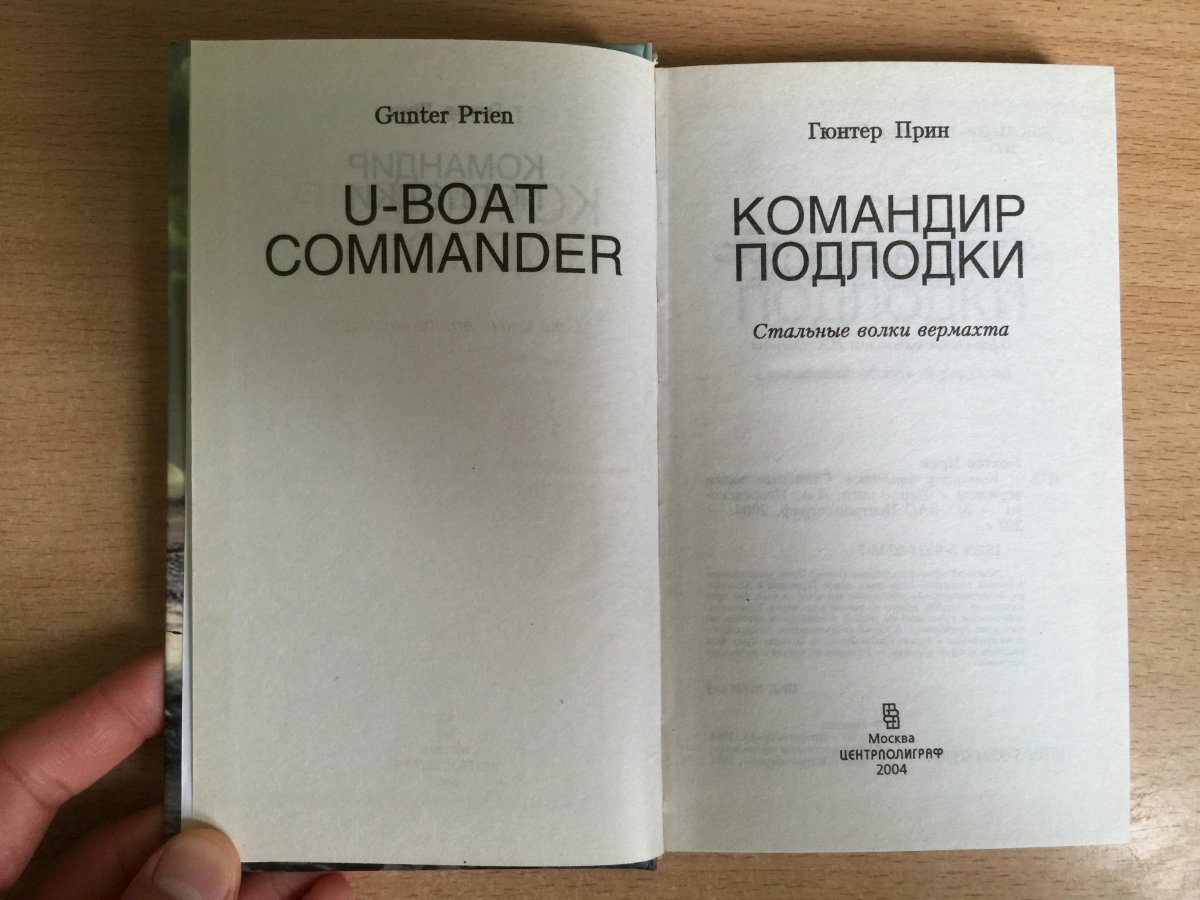 Gunter Prien
U-BOAT
COMMANDER
Гюнтер Прин
КОМАНДИР
ПОДЛОДКИ
Стальные волки вермахта
Москва
ЦЕНТРПОЛИГРАФ
2004